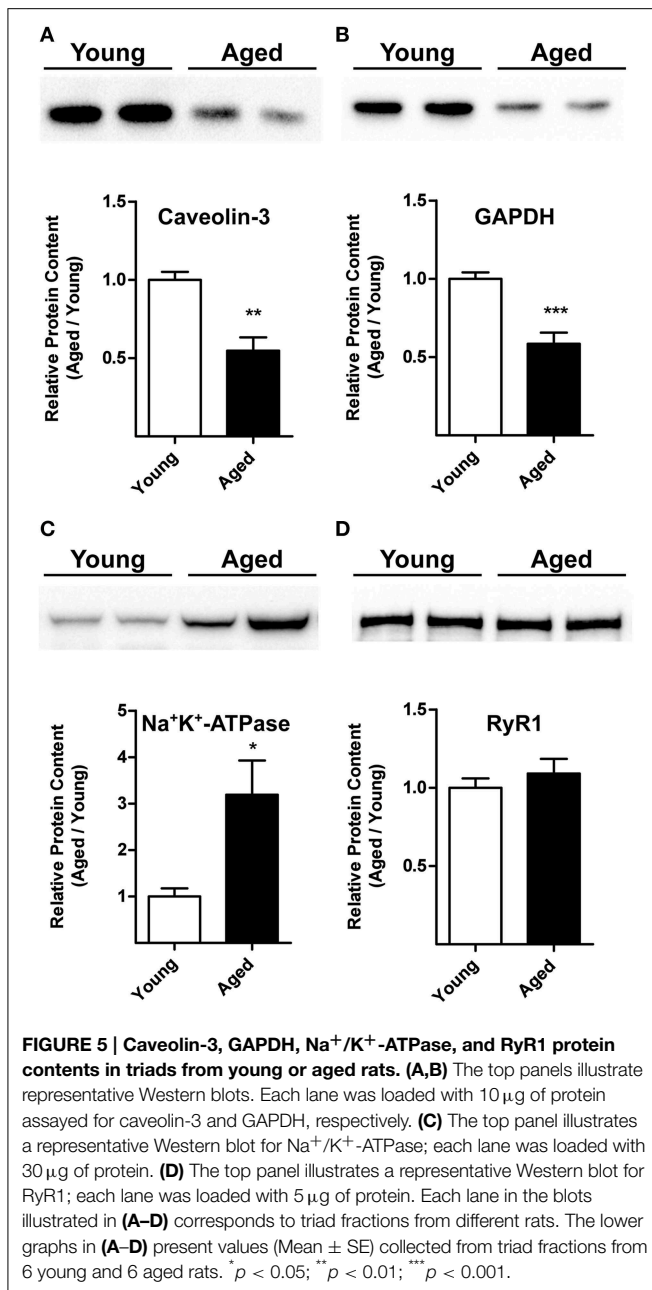 A
B
Young Aged
Young Aged
Relative Protein Content
(Aged / Young)
1.5
1.0
0.5
Caveolin-3
**
Young
Aged
Relative Protein Content
(Aged / Young)
1.5
1.0
0.5
GAPDH
***
Young
Aged
C
D
Young Aged
Young Aged
Relative Protein Content
(Aged / Young)
5
4
3
2
1
Na⁺K⁺-ATPase
*
Young
Aged
Relative Protein Content
(Aged / Young)
1.5
1.0
0.5
RyR1
Young
Aged
FIGURE 5 | Caveolin-3, GAPDH, Na⁺/K⁺-ATPase, and RyR1 protein
contents in triads from young or aged rats. (A,B) The top panels illustrate
representative Western blots. Each lane was loaded with 10 μg of protein
assayed for caveolin-3 and GAPDH, respectively. (C) The top panel illustrates
a representative Western blot for Na⁺/K⁺-ATPase; each lane was loaded with
30 μg of protein. (D) The top panel illustrates a representative Western blot for
RyR1; each lane was loaded with 5 μg of protein. Each lane in the blots
illustrated in (A–D) corresponds to triad fractions from different rats. The lower
graphs in (A–D) present values (Mean ± SE) collected from triad fractions from
6 young and 6 aged rats. *p < 0.05; **p < 0.01; ***p < 0.001.